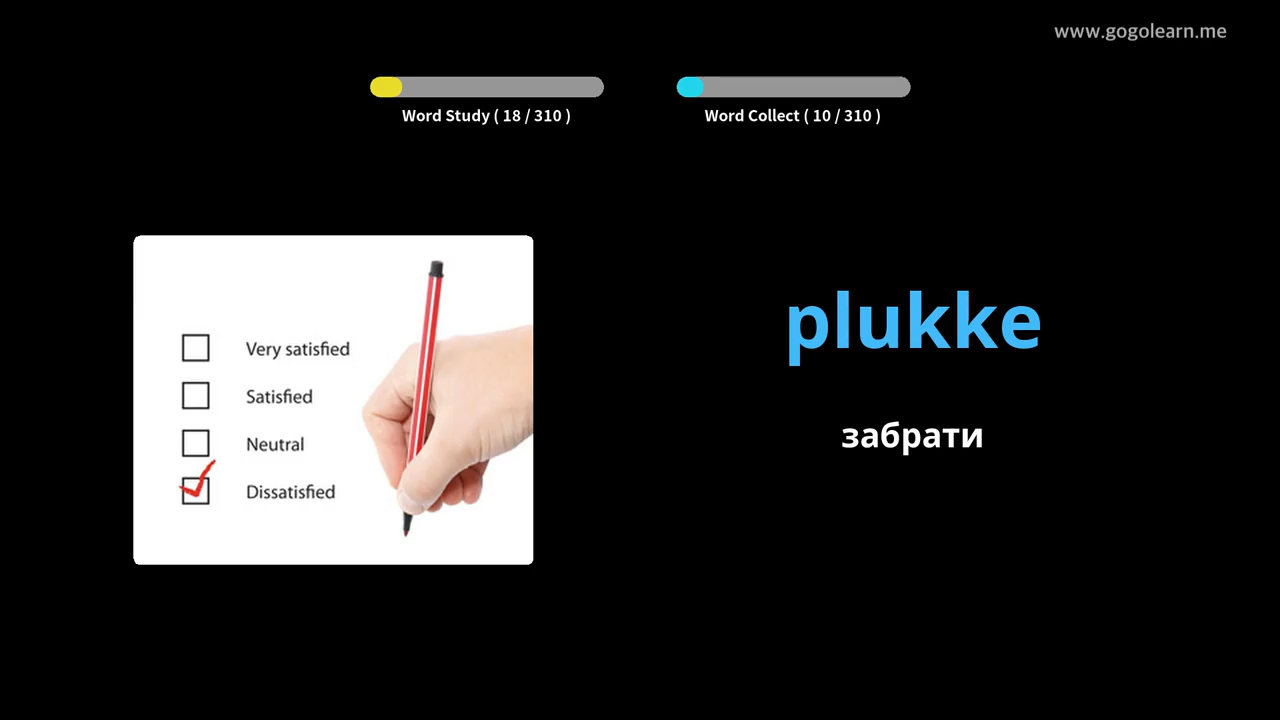 www.gogolearn.me
Word Study ( 18 / 310 )
Word Collect ( 10 / 310 )
Very satisfied
Satisfied
Neutral
Dissatisfied
plukke
забрати